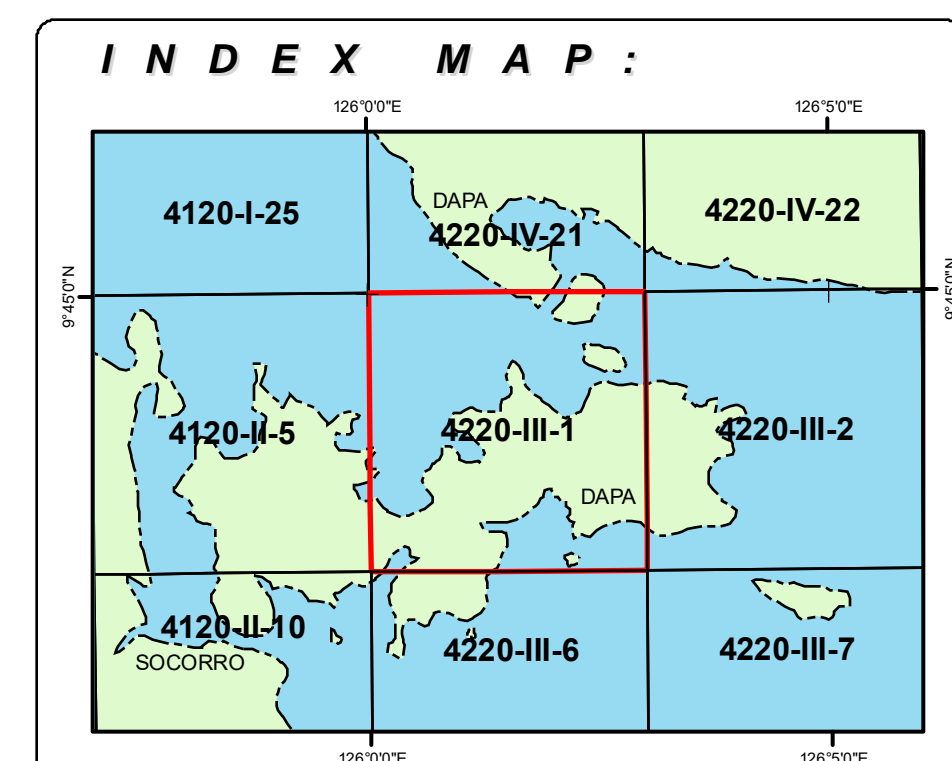 INDEX MAP:
126°0'0"E 126°5'0"E
4120-I-25
DAPA
4220-IV-21
4220-IV-22
9°45'0"N
9°45'0"N
4120-II-5
4220-III-1
4220-III-2
DAPA
4120-II-10
SOCORRO
4220-III-6
4220-III-7
126°0'0"E 126°5'0"E